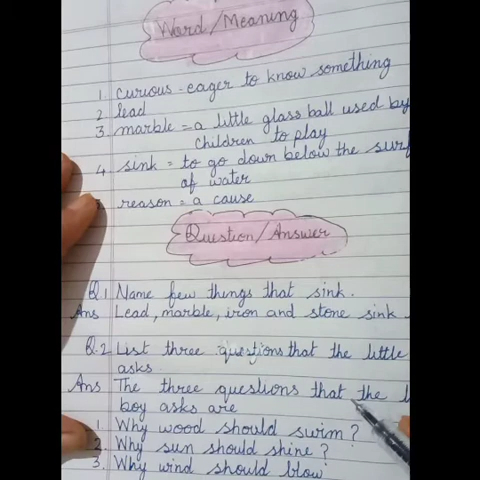 Word/Meaning
1. curious - eager to know something
2. lead
3. marble = a little glass ball used by
children to play
4. sink = to go down below the surf
of water
reason = a cause
Question/Answer
Q.1 Name few things that sink.
Ans Lead, marble, iron and stone sink
Q.2 List three questions that the little
asks.
Ans The three questions that the
boy asks are
1. Why wood should swim?
2. Why sun should shine?
3. Why wind should blow